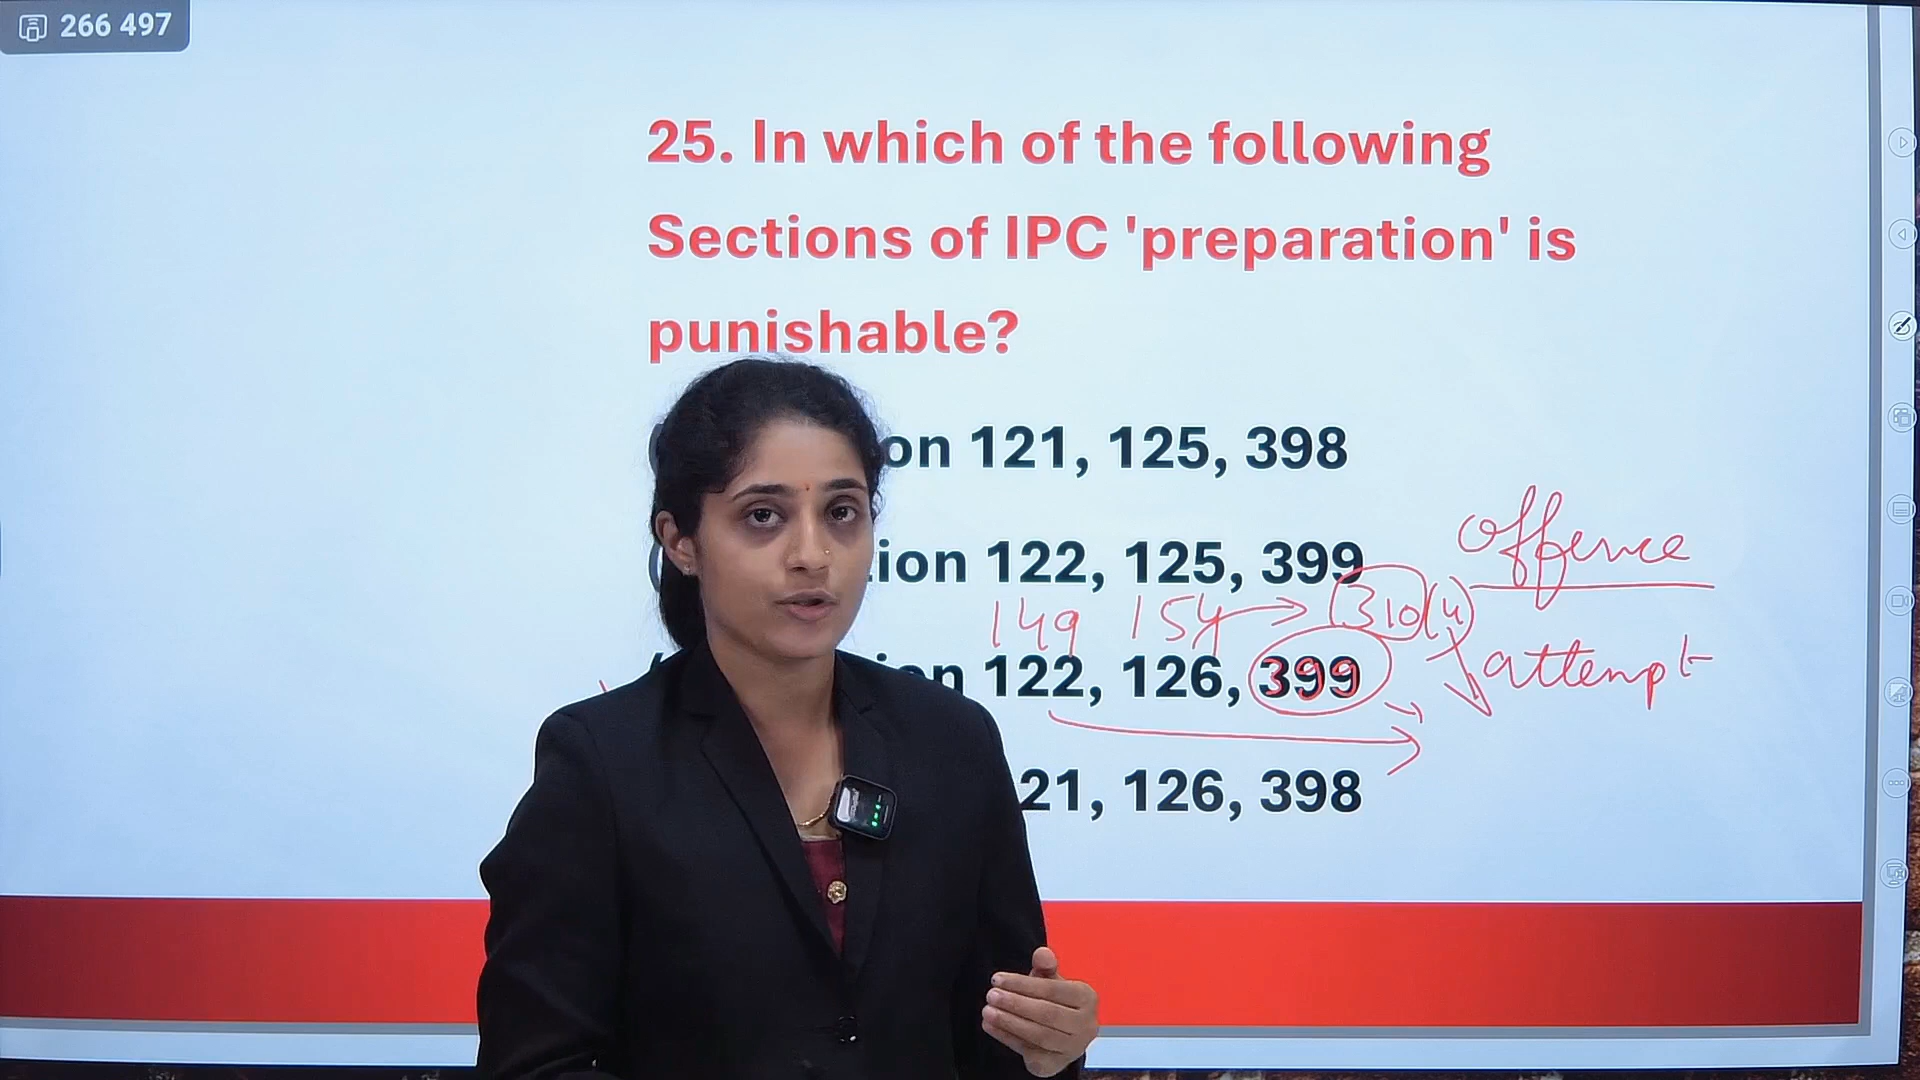 266 497
25. In which of the following
Sections of IPC 'preparation' is
punishable?
on 121, 125, 398
offence
ion 122, 125, 399
149 154 → 310(4)
attempt
n 122, 126, 399
21, 126, 398